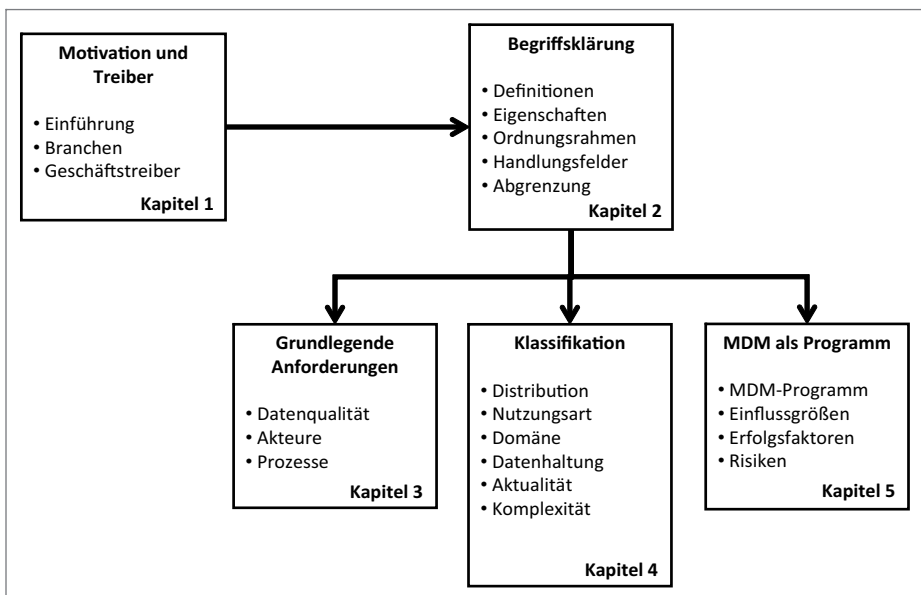 Motivation und
Treiber
• Einführung
• Branchen
• Geschäftstreiber
Kapitel 1
Begriffsklärung
• Definitionen
• Eigenschaften
• Ordnungsrahmen
• Handlungsfelder
• Abgrenzung
Kapitel 2
Grundlegende
Anforderungen
• Datenqualität
• Akteure
• Prozesse
Kapitel 3
Klassifikation
• Distribution
• Nutzungsart
• Domäne
• Datenhaltung
• Aktualität
• Komplexität
Kapitel 4
MDM als Programm
• MDM-Programm
• Einflussgrößen
• Erfolgsfaktoren
• Risiken
Kapitel 5